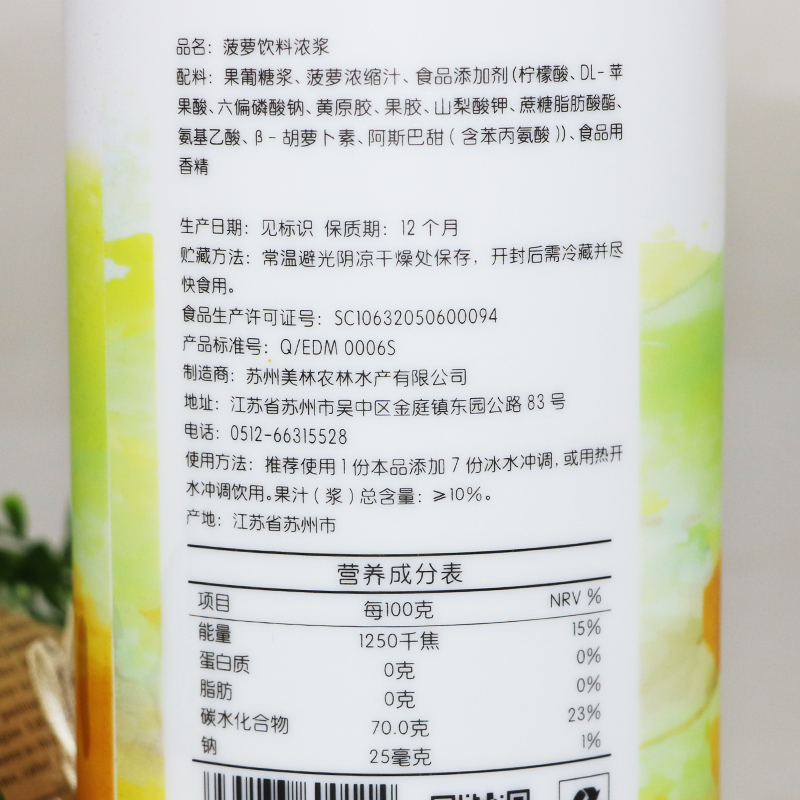 品名：菠萝饮料浓浆
配料：果葡糖浆、菠萝浓缩汁、食品添加剂(柠檬酸、DL-苹
果酸、六偏磷酸钠、黄原胶、果胶、山梨酸钾、蔗糖脂肪酸酯、
氨基乙酸、β-胡萝卜素、阿斯巴甜(含苯丙氨酸))、食品用
香精
生产日期：见标识 保质期：12个月
贮藏方法：常温避光阴凉干燥处保存，开封后需冷藏并尽
快食用。
食品生产许可证号：SC10632050600094
产品标准号：Q/EDM 0006S
制造商：苏州美林农林水产有限公司
地址：江苏省苏州市吴中区金庭镇东园公路83号
电话：0512-66315528
使用方法：推荐使用1份本品添加7份冰水冲调，或用热开
水冲调饮用。果汁(浆)总含量：≥10%。
产地：江苏省苏州市
营养成分表
项目 每100克 NRV %
能量 1250千焦 15%
蛋白质 0克 0%
脂肪 0克 0%
碳水化合物 70.0克 23%
钠 25毫克 1%